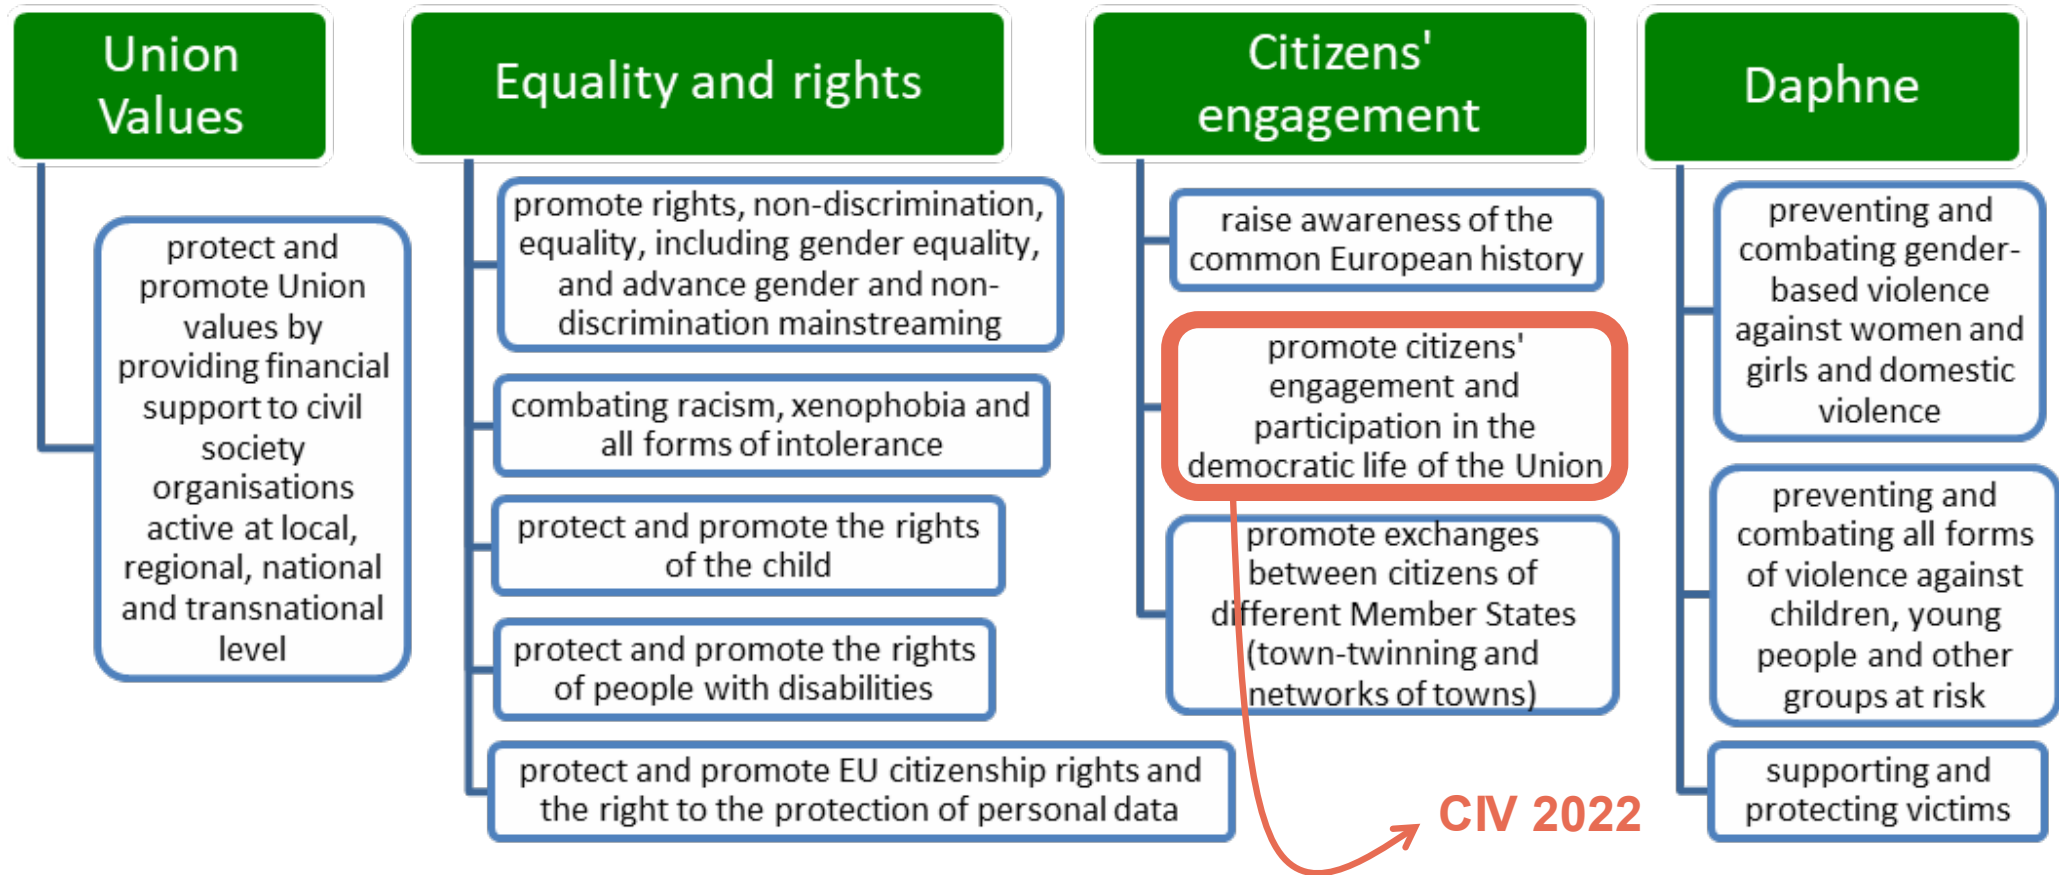 Union
Values
protect and
promote Union
values by
providing financial
support to civil
society
organisations
active at local,
regional, national
and transnational
level
Equality and rights
promote rights, non-discrimination,
equality, including gender equality,
and advance gender and non-
discrimination mainstreaming
combating racism, xenophobia and
all forms of intolerance
protect and promote the rights
of the child
protect and promote the rights
of people with disabilities
protect and promote EU citizenship rights and
the right to the protection of personal data
Citizens'
engagement
raise awareness of the
common European history
promote citizens'
engagement and
participation in the
democratic life of the Union
promote exchanges
between citizens of
different Member States
(town-twinning and
networks of towns)
CIV 2022
Daphne
preventing and
combating gender-
based violence
against women and
girls and domestic
violence
preventing and
combating all forms
of violence against
children, young
people and other
groups at risk
supporting and
protecting victims